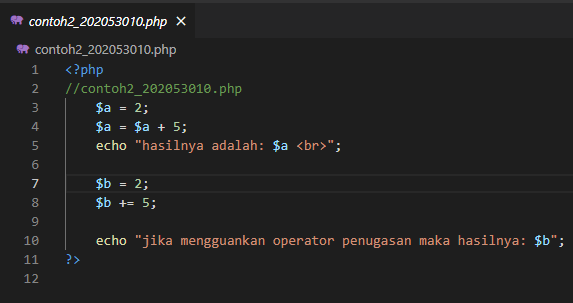 contoh2_202053010.php ×
contoh2_202053010.php
1 <?php
2 //contoh2_202053010.php
3 $a = 2;
4 $a = $a + 5;
5 echo "hasilnya adalah: $a <br>";
6
7 $b = 2;
8 $b += 5;
9
10 echo "jika mengguankan operator penugasan maka hasilnya: $b";
11 ?>
12